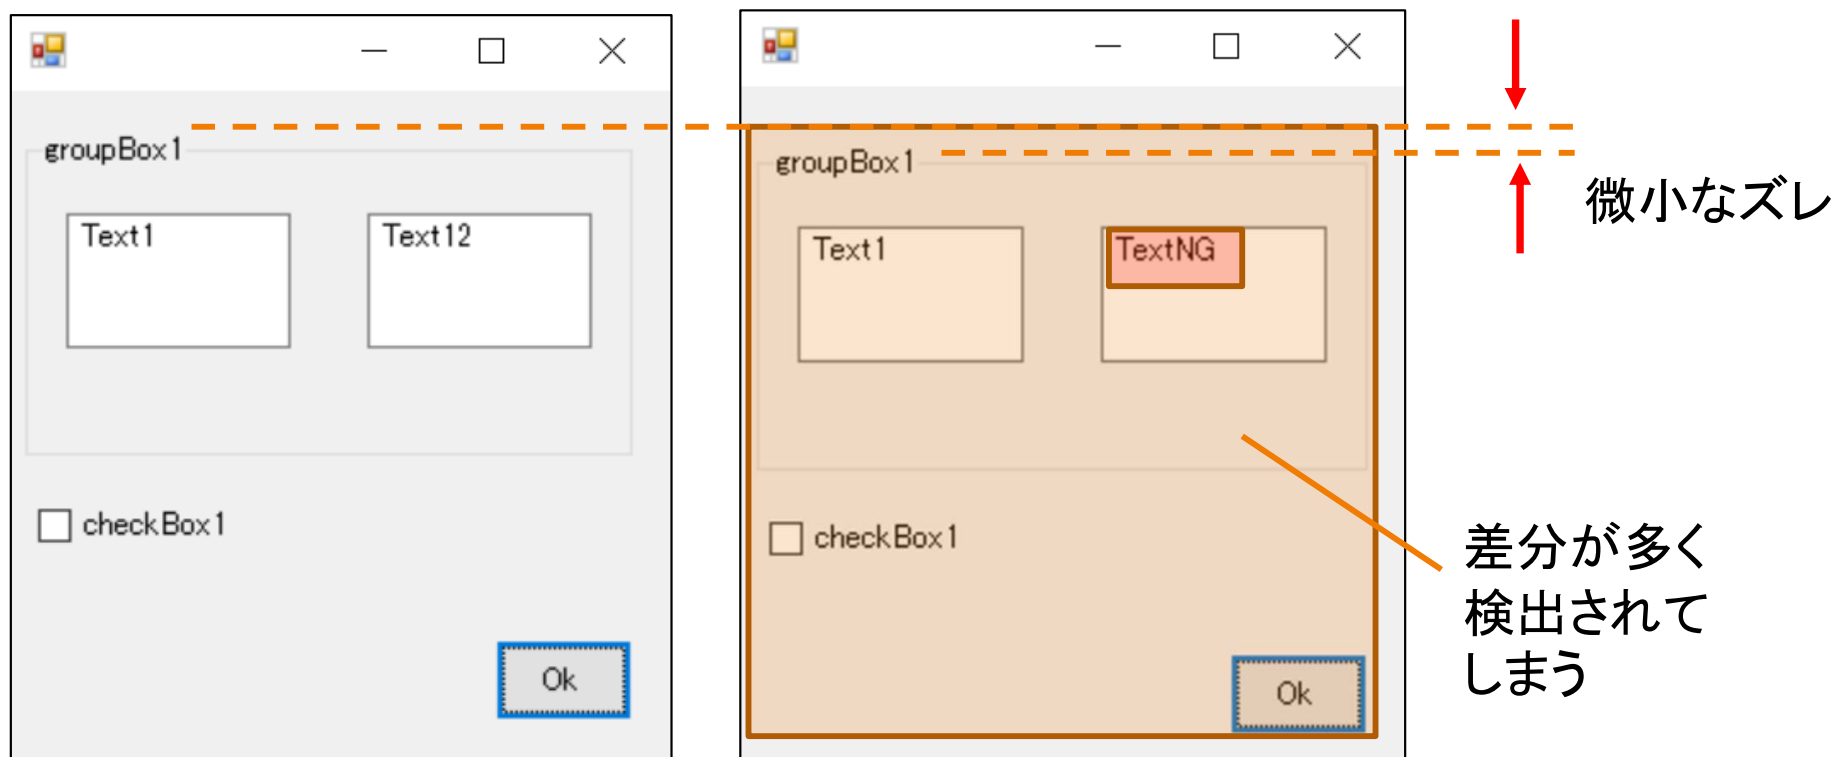 groupBox1
Text1
Text12
checkBox1
Ok
groupBox1
Text1
TextNG
checkBox1
Ok
微小なズレ
差分が多く
検出されて
しまう